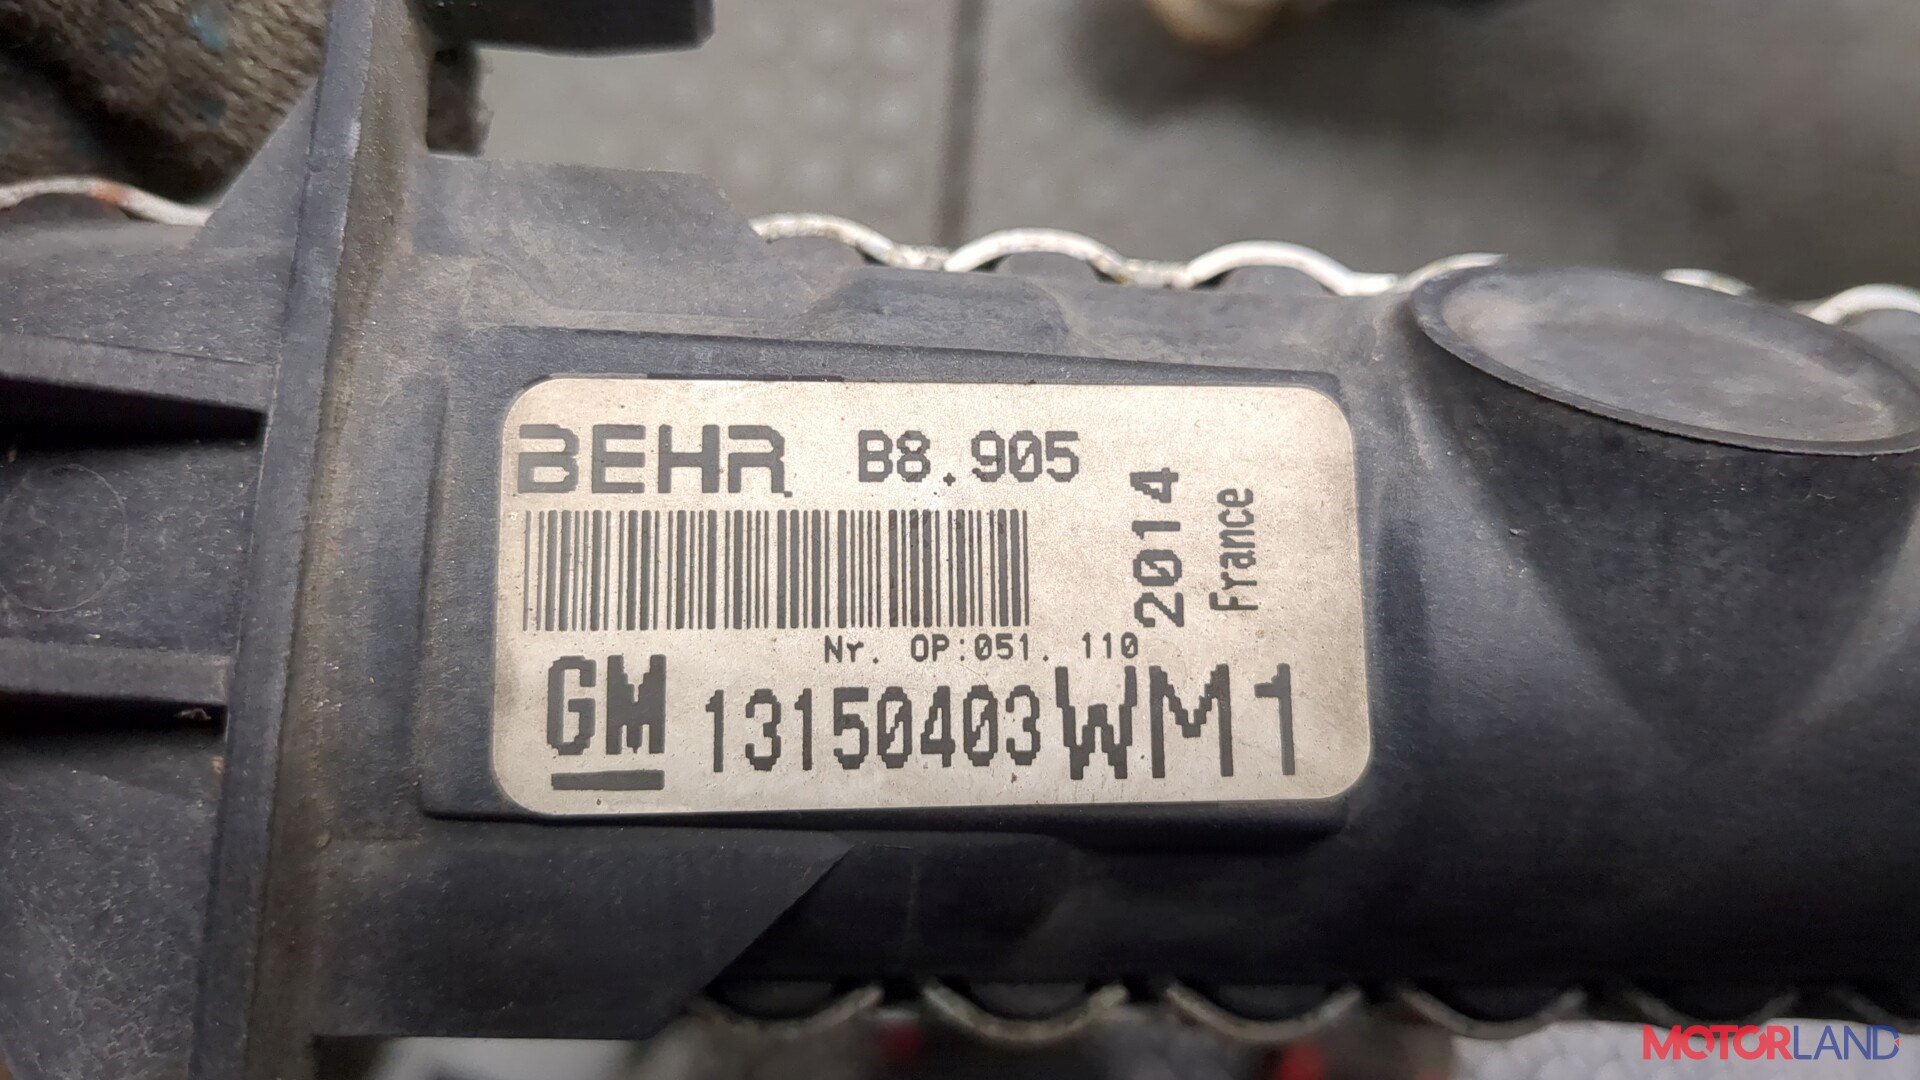 BEHR B8.905
2014
France
Nr. OP:051. 110
GM 13150403 WM1
MOTORLAND